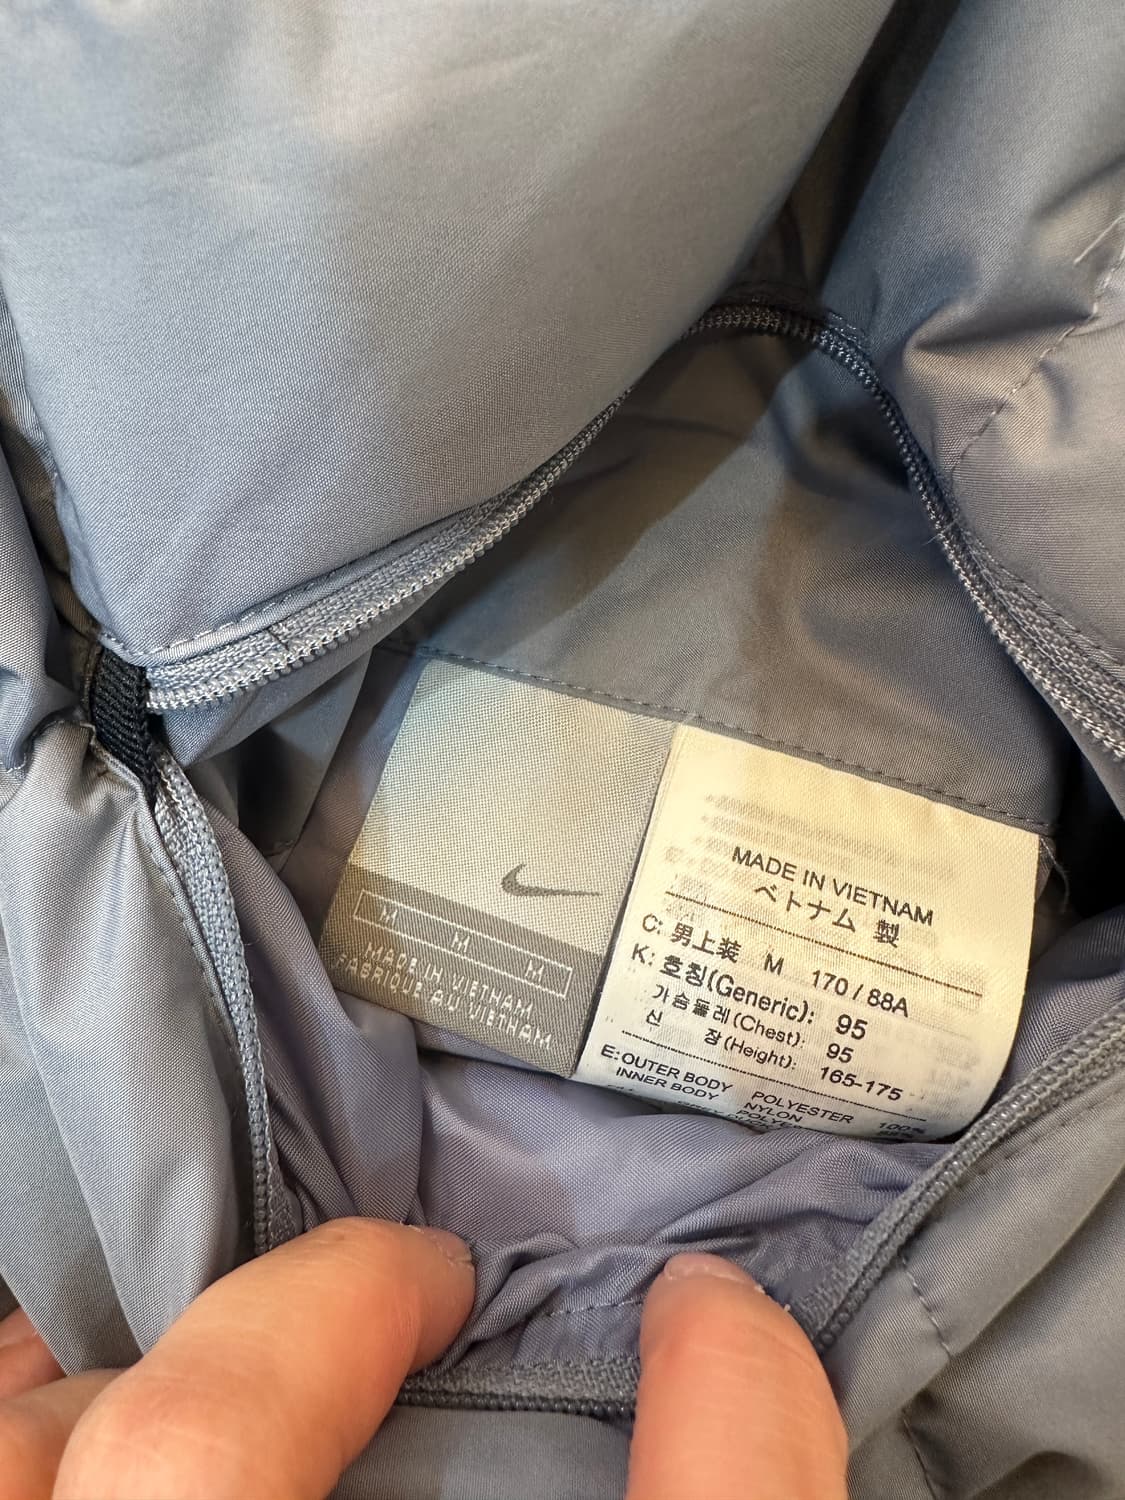 M M M
MADE IN VIETNAM
FABRIQUÉ AU VIETNAM
MADE IN VIETNAM
ベトナム 製
C: 男上装 M 170 / 88A
K: 호칭(Generic): 95
가슴둘레(Chest): 95
신 장(Height): 165-175
E: OUTER BODY POLYESTER 100%
INNER BODY NYLON